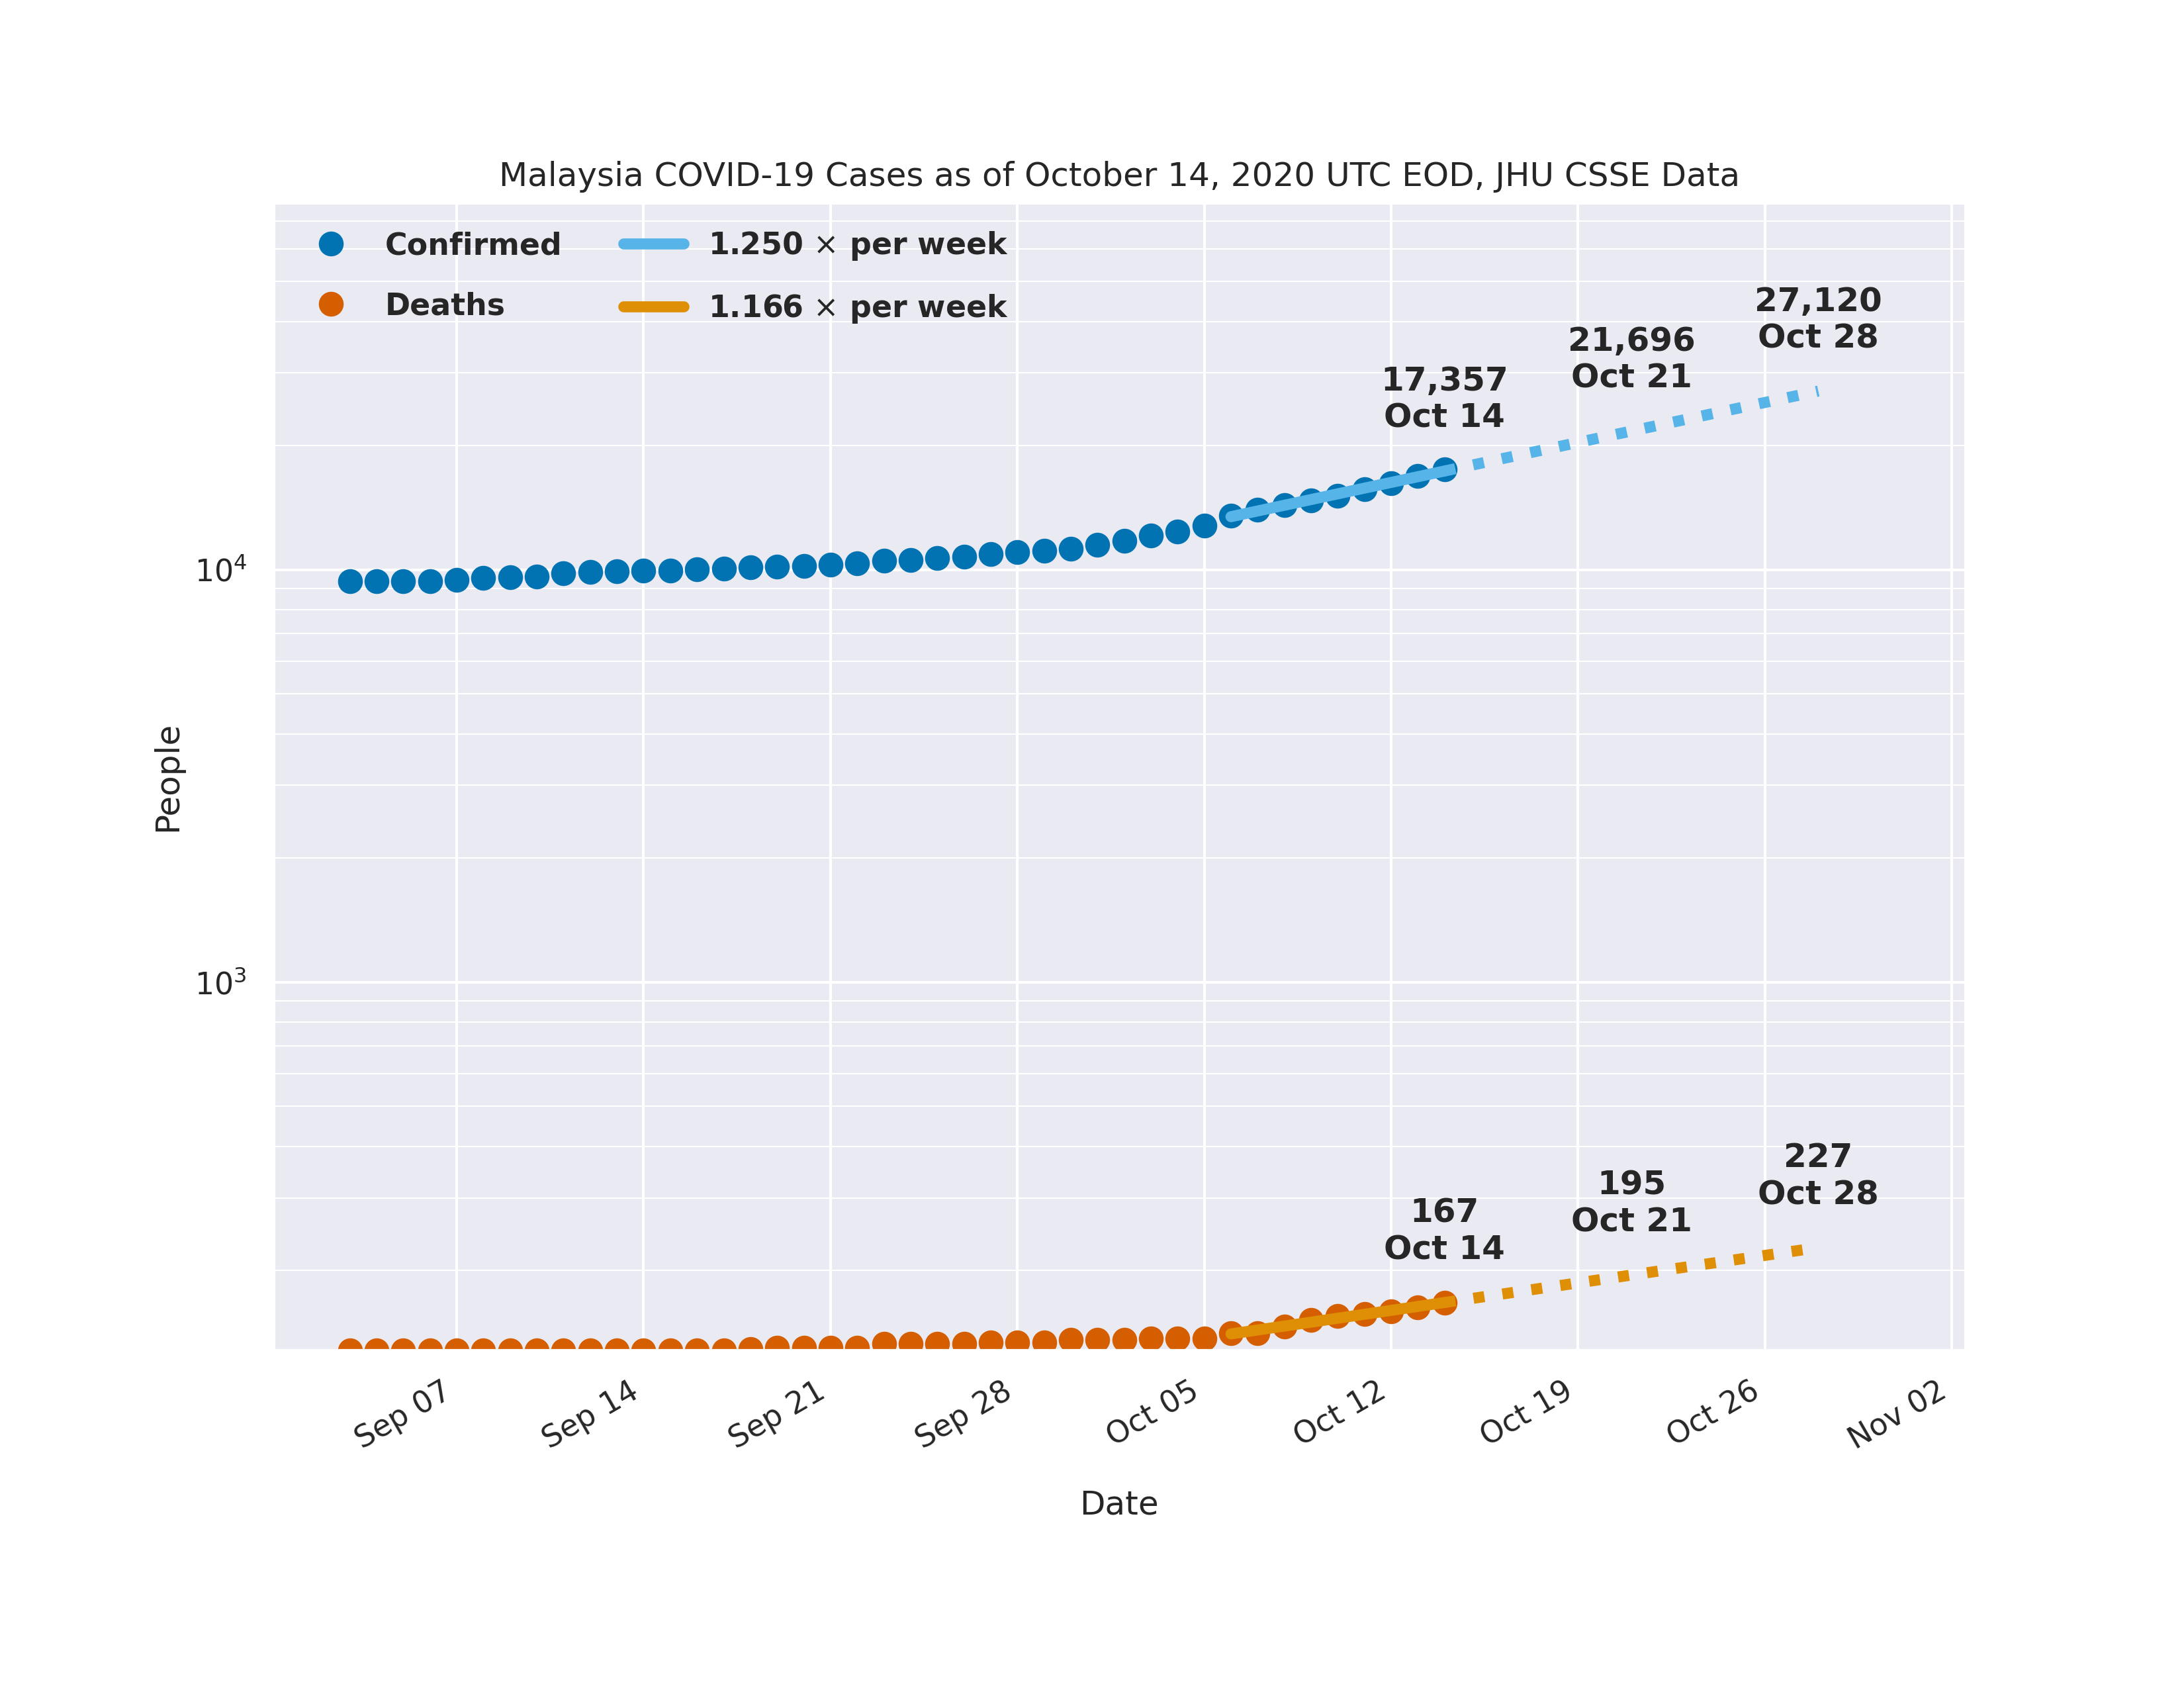 Malaysia COVID-19 Cases as of October 14, 2020 UTC EOD, JHU CSSE Data
Confirmed
Deaths
1.250 × per week
1.166 × per week
17,357
Oct 14
21,696
Oct 21
27,120
Oct 28
10⁴
10³
People
167
Oct 14
195
Oct 21
227
Oct 28
Sep 07
Sep 14
Sep 21
Sep 28
Oct 05
Oct 12
Oct 19
Oct 26
Nov 02
Date